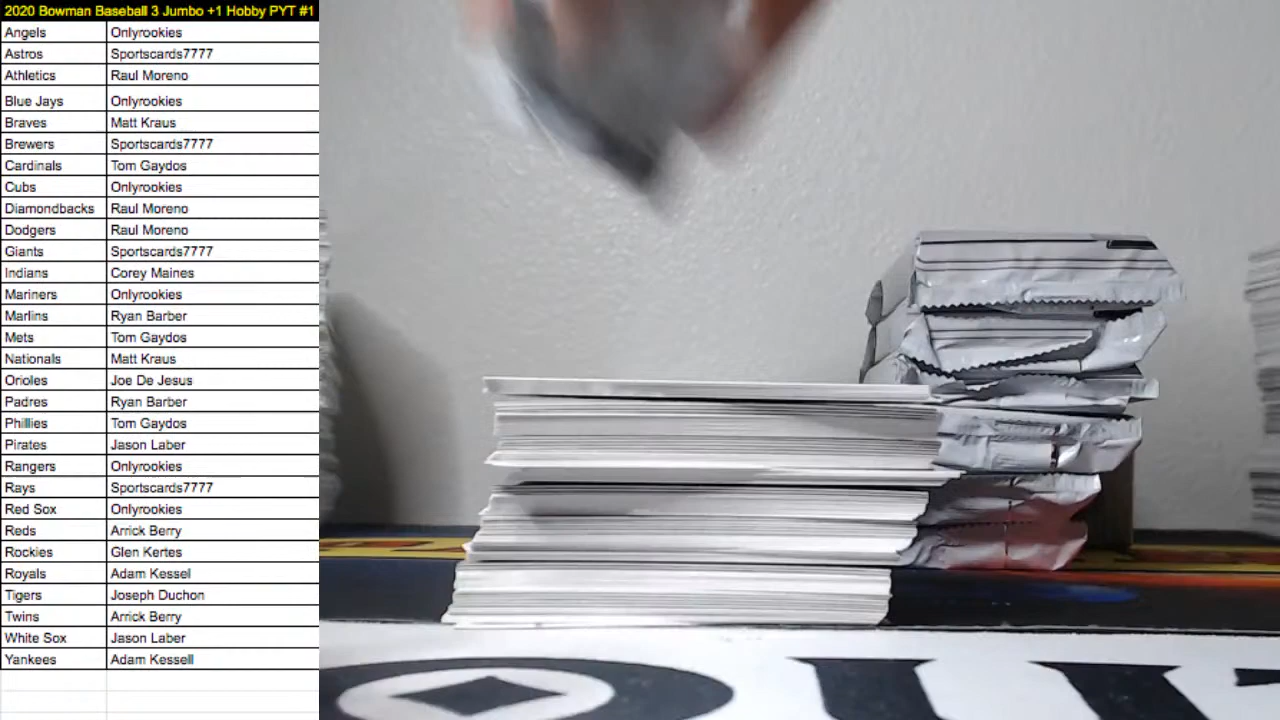 2020 Bowman Baseball 3 Jumbo +1 Hobby PYT #1
Angels Onlyrookies
Astros Sportscards7777
Athletics Raul Moreno
Blue Jays Onlyrookies
Braves Matt Kraus
Brewers Sportscards7777
Cardinals Tom Gaydos
Cubs Onlyrookies
Diamondbacks Raul Moreno
Dodgers Raul Moreno
Giants Sportscards7777
Indians Corey Maines
Mariners Onlyrookies
Marlins Ryan Barber
Mets Tom Gaydos
Nationals Matt Kraus
Orioles Joe De Jesus
Padres Ryan Barber
Phillies Tom Gaydos
Pirates Jason Laber
Rangers Onlyrookies
Rays Sportscards7777
Red Sox Onlyrookies
Reds Arrick Berry
Rockies Glen Kertes
Royals Adam Kessel
Tigers Joseph Duchon
Twins Arrick Berry
White Sox Jason Laber
Yankees Adam Kessell